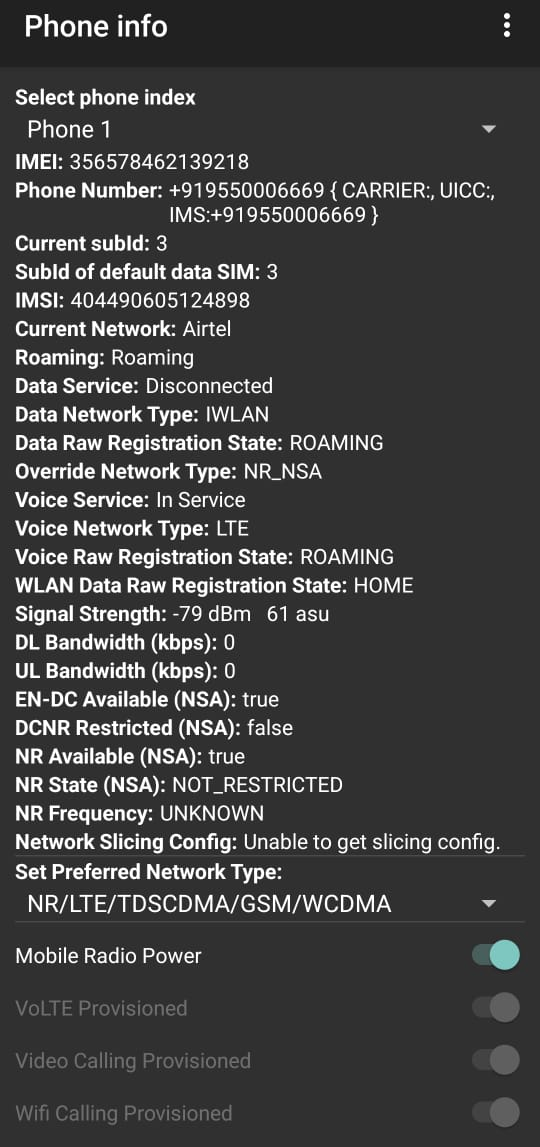 Phone info
Select phone index
Phone 1
IMEI: 356578462139218
Phone Number: +919550006669 { CARRIER:, UICC:,
IMS:+919550006669 }
Current subId: 3
SubId of default data SIM: 3
IMSI: 404490605124898
Current Network: Airtel
Roaming: Roaming
Data Service: Disconnected
Data Network Type: IWLAN
Data Raw Registration State: ROAMING
Override Network Type: NR_NSA
Voice Service: In Service
Voice Network Type: LTE
Voice Raw Registration State: ROAMING
WLAN Data Raw Registration State: HOME
Signal Strength: -79 dBm   61 asu
DL Bandwidth (kbps): 0
UL Bandwidth (kbps): 0
EN-DC Available (NSA): true
DCNR Restricted (NSA): false
NR Available (NSA): true
NR State (NSA): NOT_RESTRICTED
NR Frequency: UNKNOWN
Network Slicing Config: Unable to get slicing config.
Set Preferred Network Type:
NR/LTE/TDSCDMA/GSM/WCDMA
Mobile Radio Power
VoLTE Provisioned
Video Calling Provisioned
Wifi Calling Provisioned